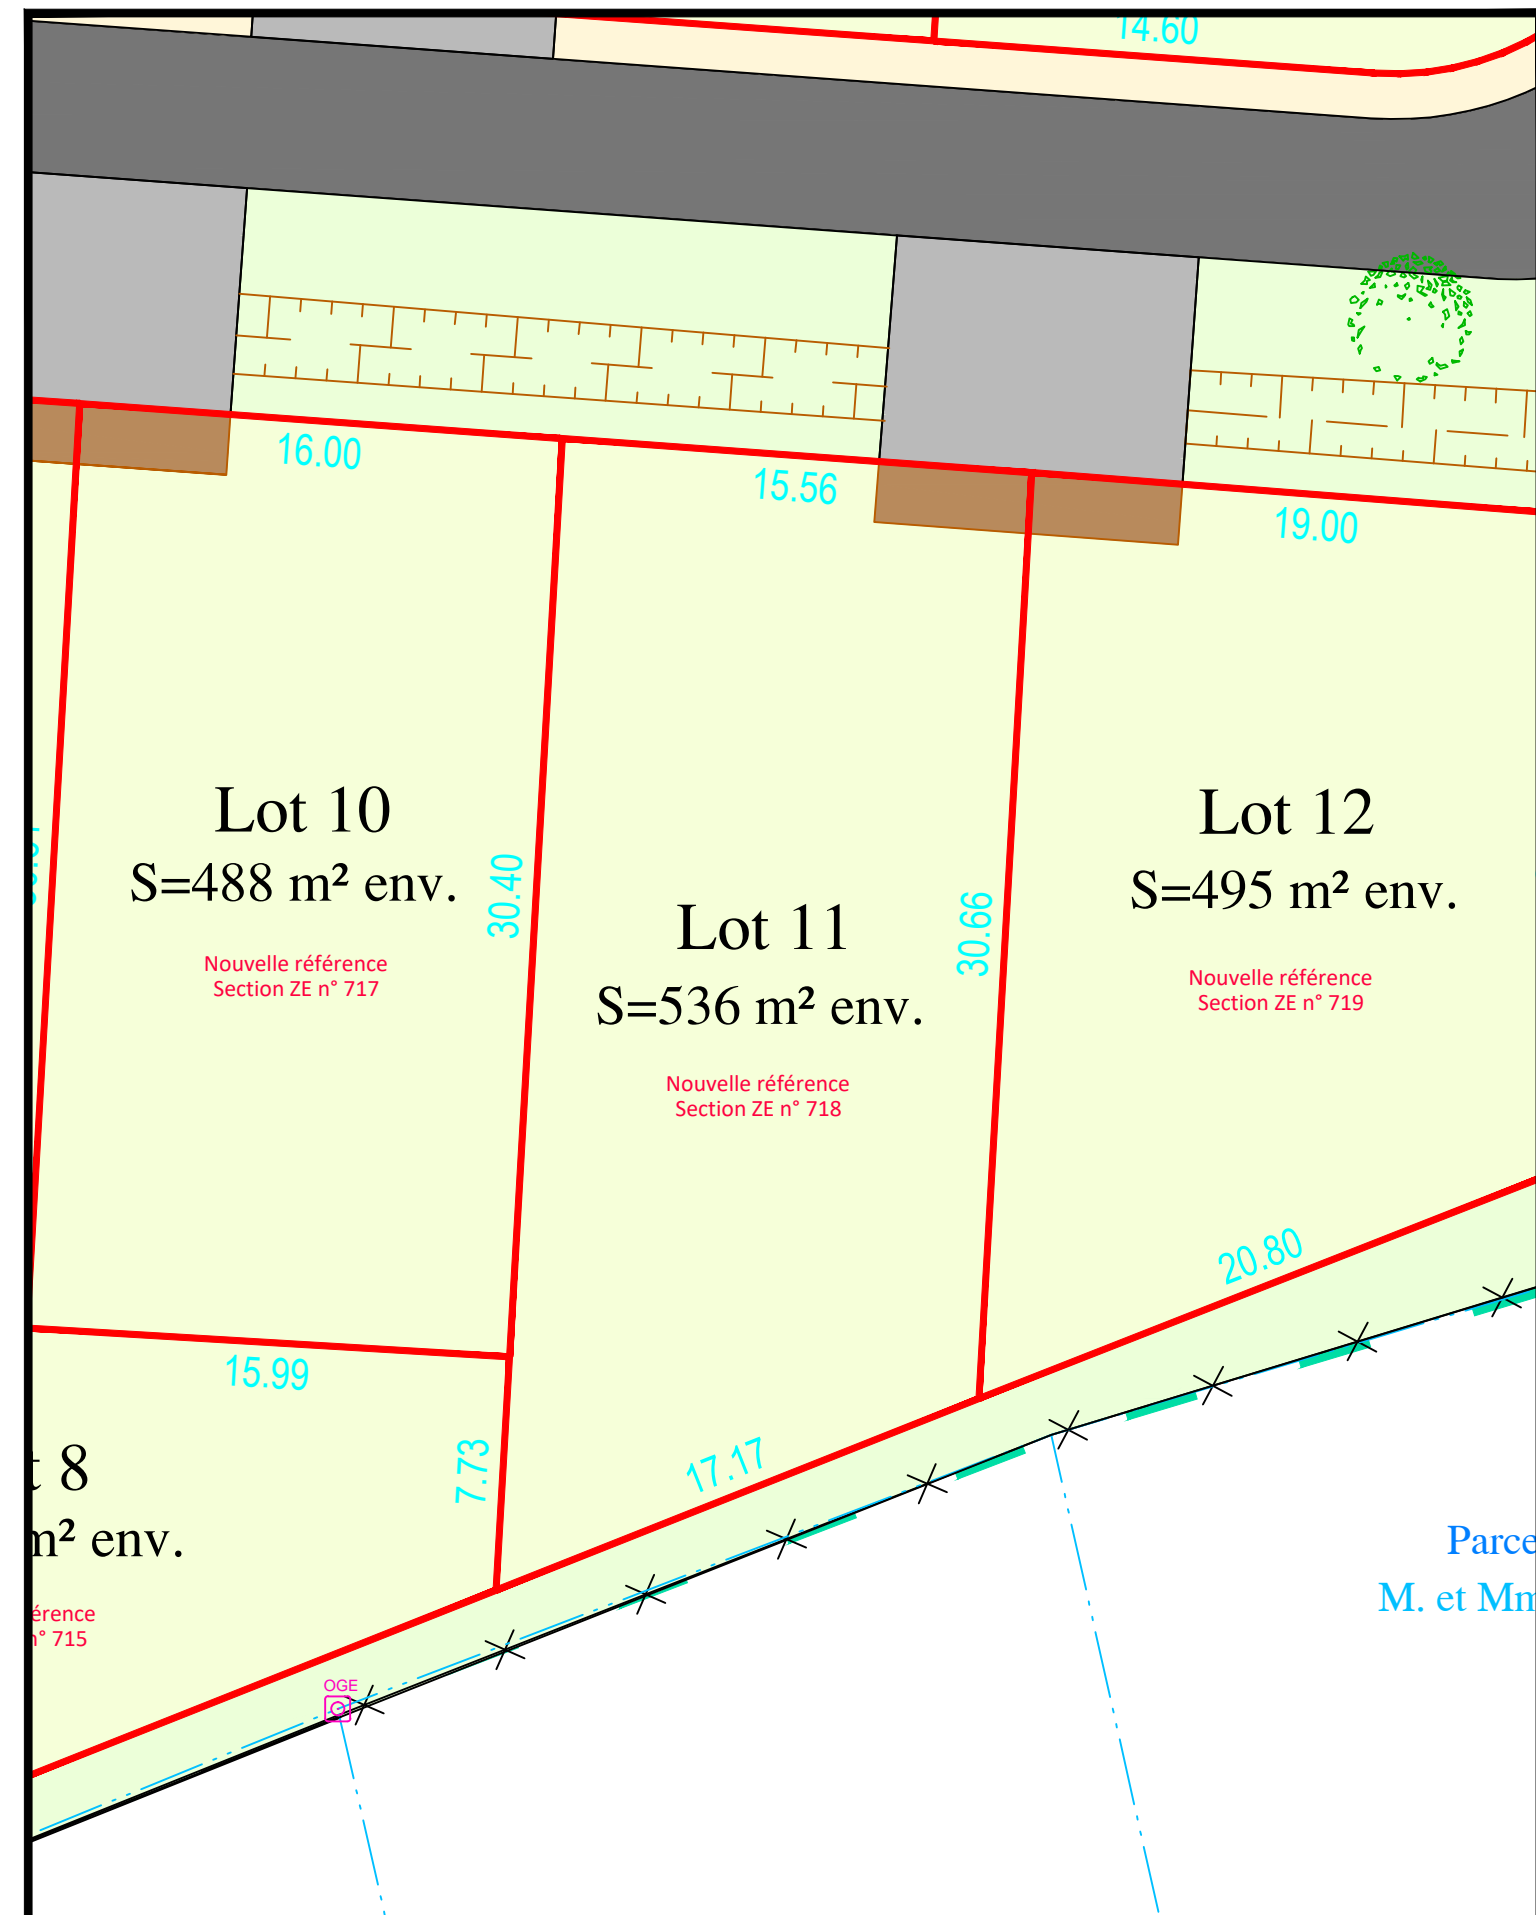 14.60
16.00
15.56
19.00
Lot 10
S=488 m² env.
Nouvelle référence
Section ZE n° 717
30.40
Lot 11
S=536 m² env.
Nouvelle référence
Section ZE n° 718
30.66
Lot 12
S=495 m² env.
Nouvelle référence
Section ZE n° 719
20.80
15.99
7.73
17.17
8
m² env.
n° 715
OGE
M. et